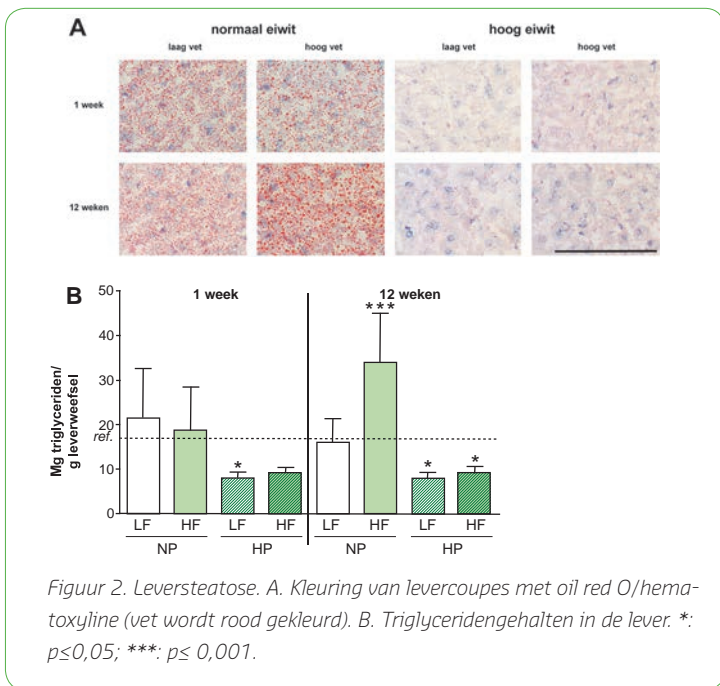 A
normaal eiwit
hoog eiwit
laag vet
hoog vet
laag vet
hoog vet
1 week
12 weken
B
1 week
12 weken
Mg triglyceriden/
g leverweefsel
50
40
30
20
ref.
10
0
*
***
*
*
LF
HF
LF
HF
LF
HF
LF
HF
NP
HP
NP
HP
Figuur 2. Leversteatose. A. Kleuring van levercoupes met oil red O/hema-
toxyline (vet wordt rood gekleurd). B. Triglyceridengehalten in de lever. *:
p≤0,05; ***: p≤ 0,001.